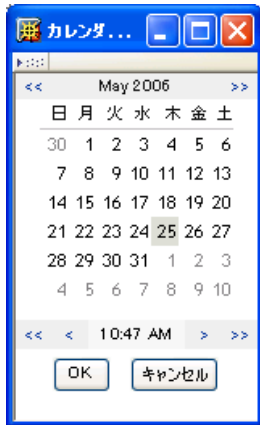 カレンダ...
<< May 2006 >>
日 月 火 水 木 金 土
30 1 2 3 4 5 6
7 8 9 10 11 12 13
14 15 16 17 18 19 20
21 22 23 24 25 26 27
28 29 30 31 1 2 3
4 5 6 7 8 9 10
<< < 10:47 AM > >>
OK キャンセル